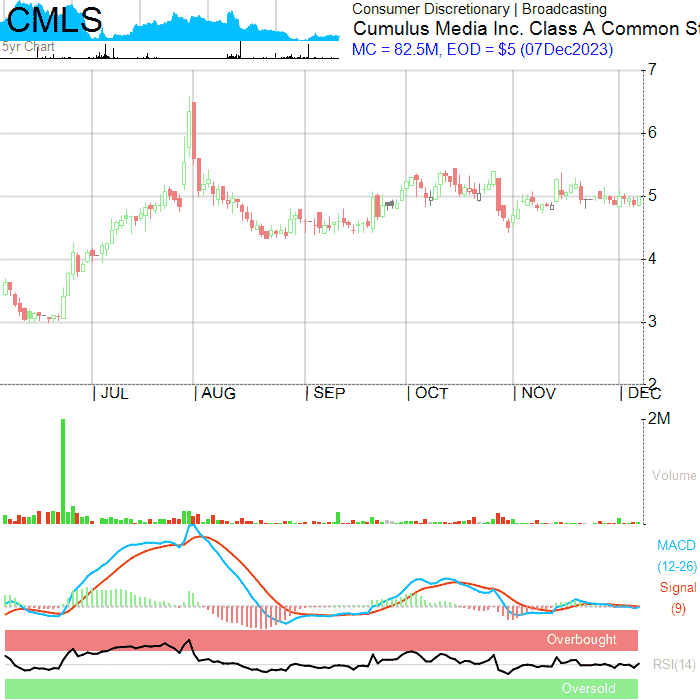 CMLS
5yr Chart
Consumer Discretionary | Broadcasting
Cumulus Media Inc. Class A Common St
MC = 82.5M, EOD = $5 (07Dec2023)
7
6
5
4
3
2
JUL AUG SEP OCT NOV DEC
2M
Volume
MACD
(12-26)
Signal
(9)
Overbought
RSI(14)
Oversold